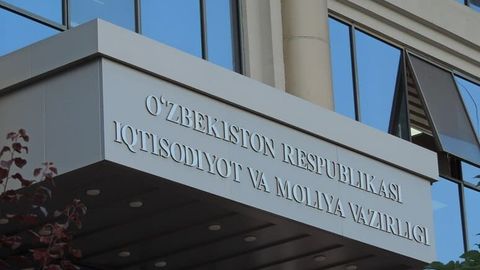 O‘ZBEKISTON RESPUBLIKASI
IQTISODIYOT VA MOLIYA VAZIRLIGI